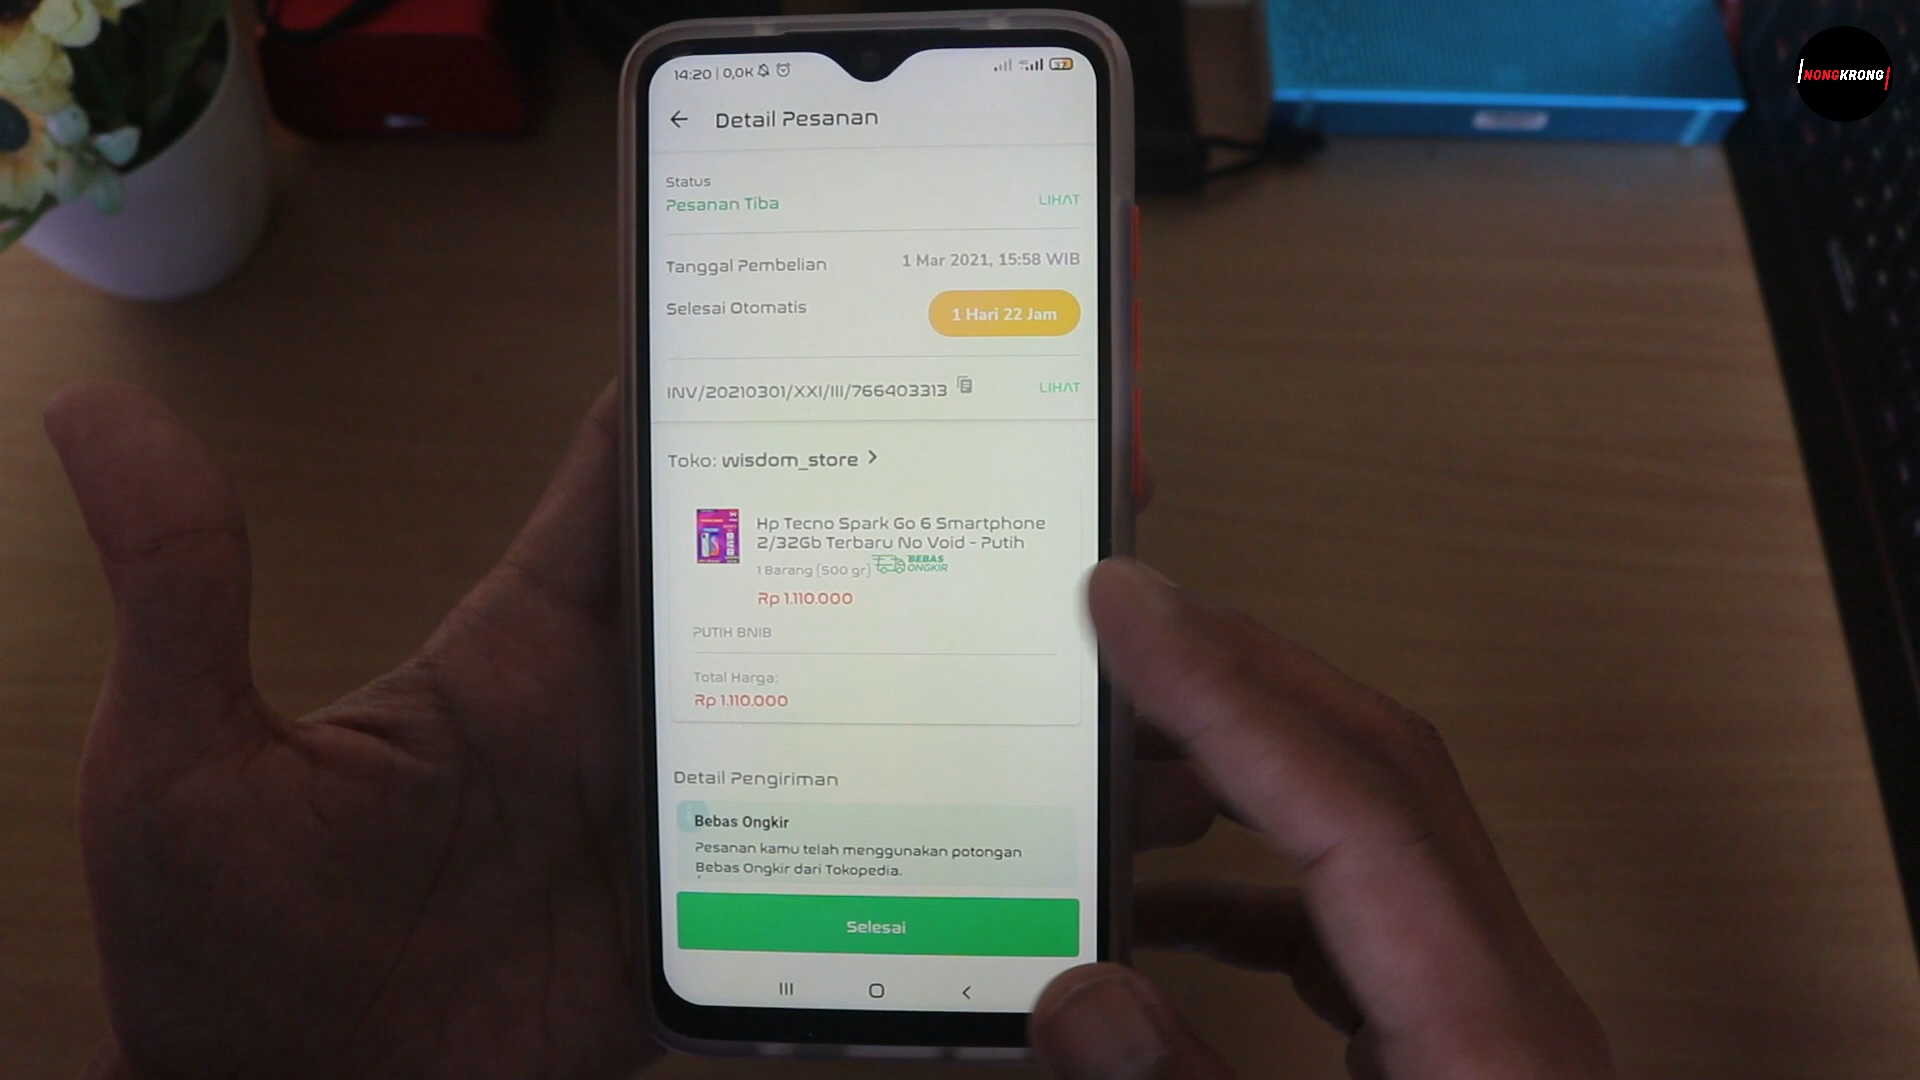 NONGKRONG
14:20 | 0,0K
37
Detail Pesanan
Status
Pesanan Tiba
LIHAT
Tanggal Pembelian
1 Mar 2021, 15:58 WIB
Selesai Otomatis
1 Hari 22 Jam
INV/20210301/XXI/III/766403313
LIHAT
Toko: wisdom_store
Hp Tecno Spark Go 6 Smartphone
2/32Gb Terbaru No Void - Putih
1 Barang (500 gr)
BEBAS
ONGKIR
Rp 1.110.000
PUTIH BNIB
Total Harga:
Rp 1.110.000
Detail Pengiriman
Bebas Ongkir
Pesanan kamu telah menggunakan potongan
Bebas Ongkir dari Tokopedia.
Selesai